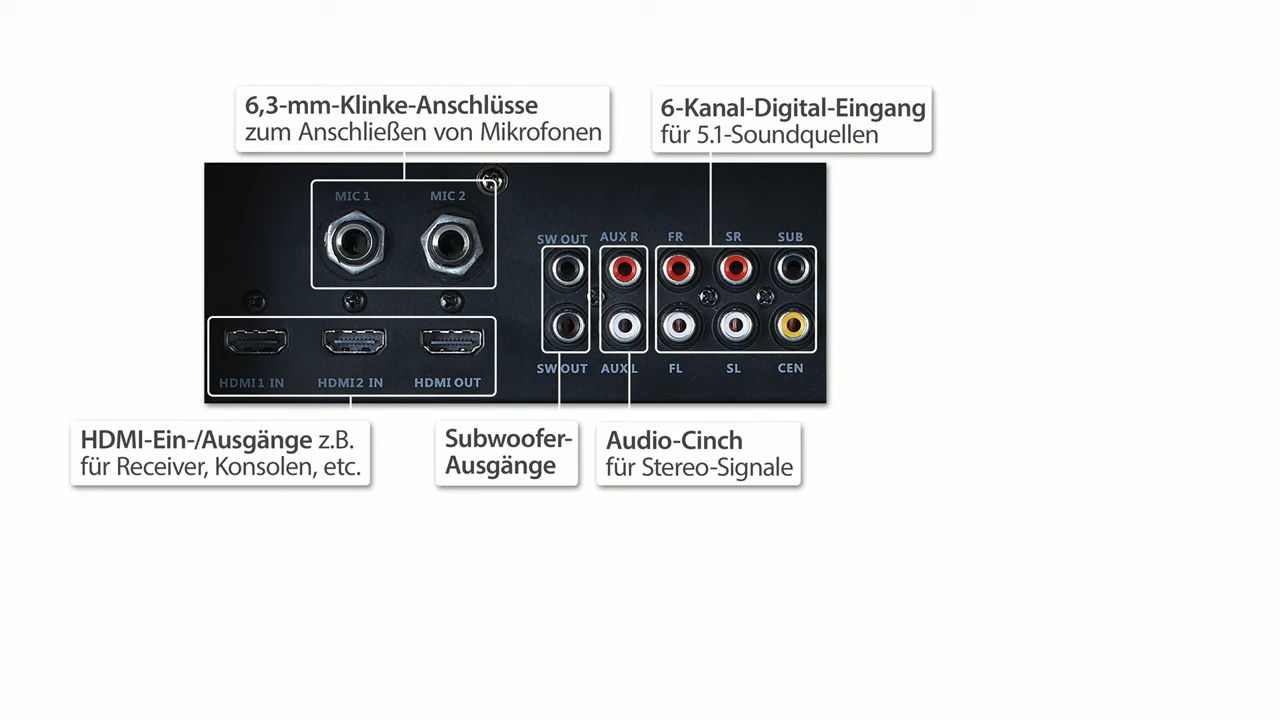 6,3-mm-Klinke-Anschlüsse
zum Anschließen von Mikrofonen
6-Kanal-Digital-Eingang
für 5.1-Soundquellen
MIC 1
MIC 2
SW OUT
AUX R
FR
SR
SUB
HDMI1 IN
HDMI2 IN
HDMI OUT
SW OUT
AUX L
FL
SL
CEN
HDMI-Ein-/Ausgänge z.B.
für Receiver, Konsolen, etc.
Subwoofer-
Ausgänge
Audio-Cinch
für Stereo-Signale